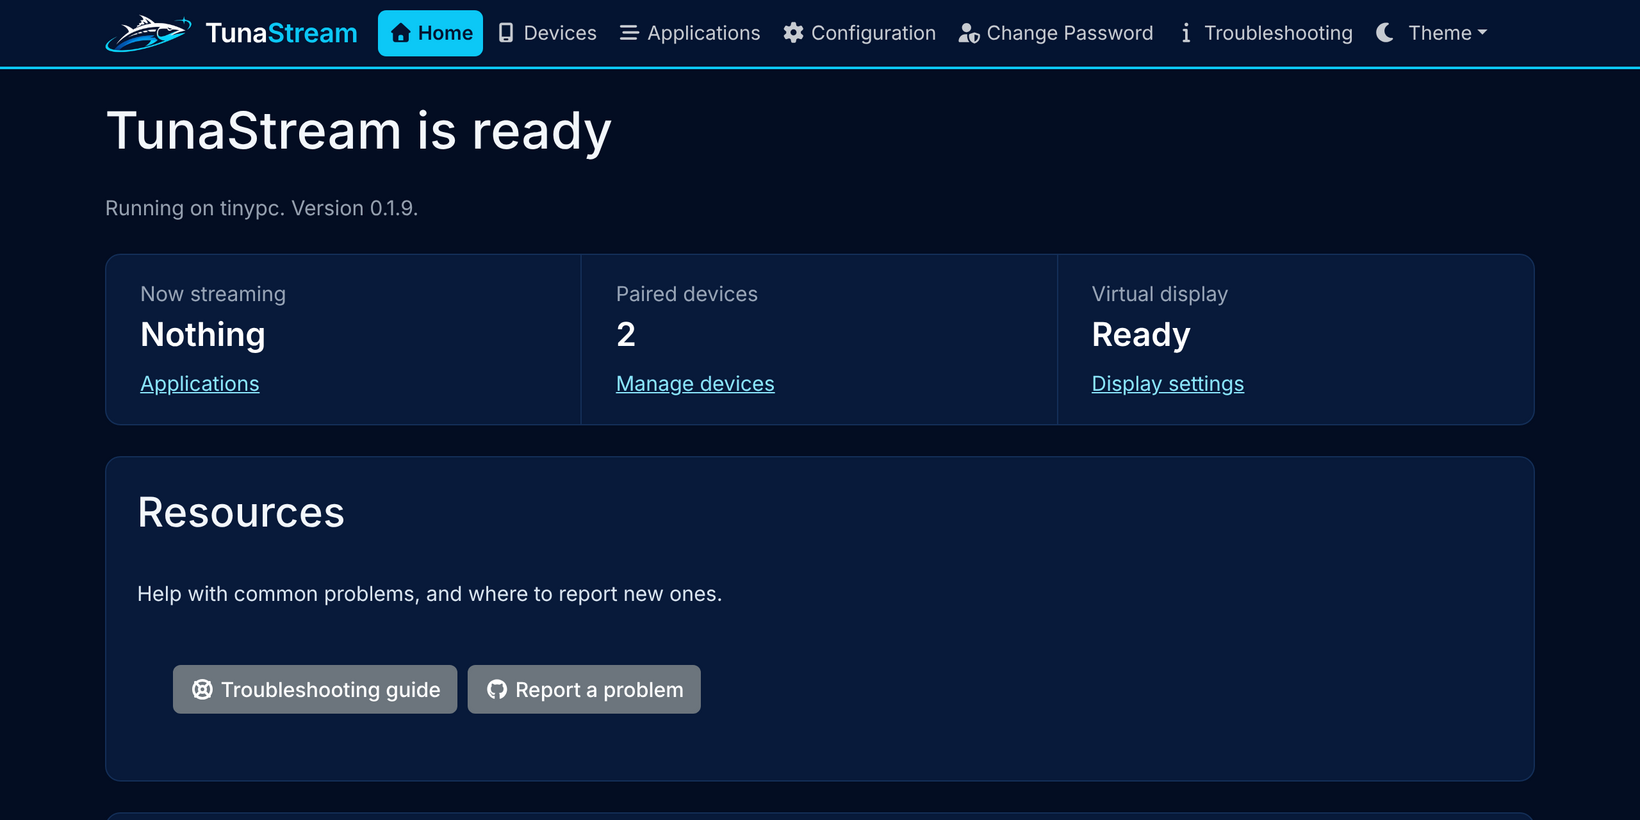 TunaStream Home Devices Applications Configuration Change Password Troubleshooting Theme
TunaStream is ready
Running on tinypc. Version 0.1.9.
Now streaming
Nothing
Applications
Paired devices
2
Manage devices
Virtual display
Ready
Display settings
Resources
Help with common problems, and where to report new ones.
Troubleshooting guide Report a problem